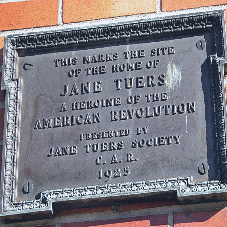 THIS MARKS THE SITE
OF THE HOME OF
JANE TUERS
A HEROINE OF THE
AMERICAN REVOLUTION
PRESENTED BY
JANE TUERS SOCIETY
C.A.R.
1925